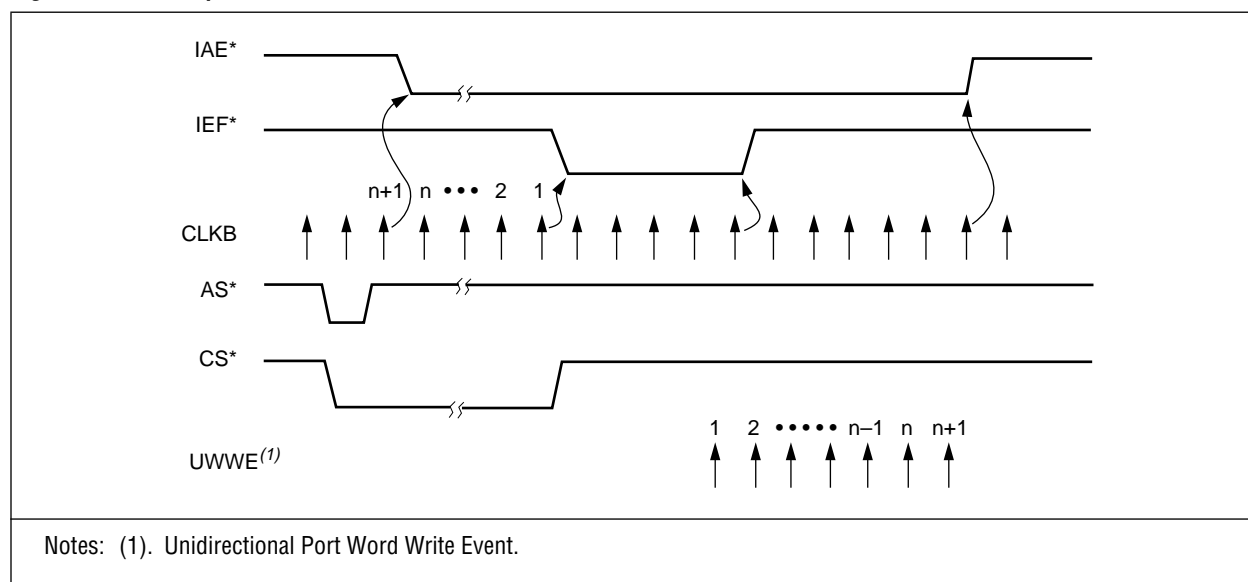 IAE*
IEF*
n+1 n ••• 2 1
CLKB
AS*
CS*
1 2 ••••• n–1 n n+1
UWWE(1)
Notes: (1). Unidirectional Port Word Write Event.